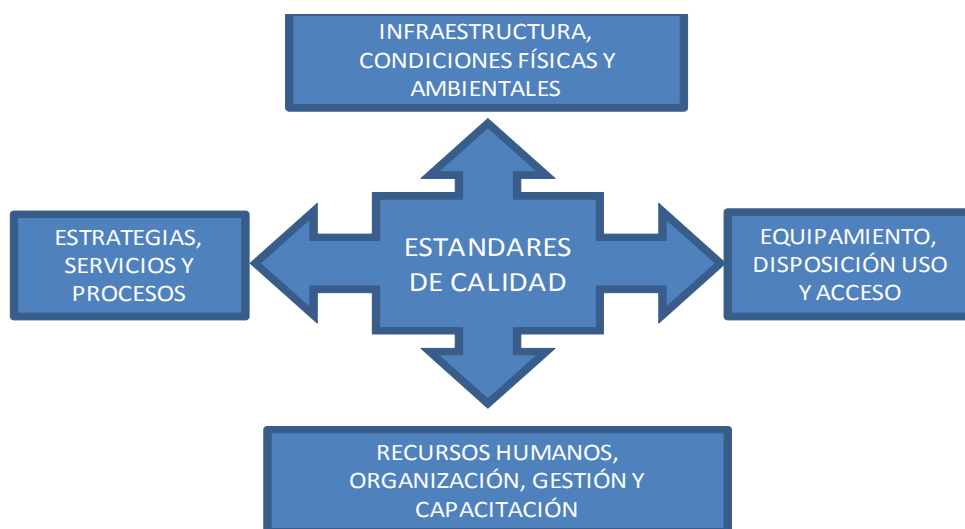 INFRAESTRUCTURA,
CONDICIONES FÍSICAS Y
AMBIENTALES
ESTRATEGIAS,
SERVICIOS Y
PROCESOS
ESTANDARES
DE CALIDAD
EQUIPAMIENTO,
DISPOSICIÓN USO
Y ACCESO
RECURSOS HUMANOS,
ORGANIZACIÓN, GESTIÓN Y
CAPACITACIÓN